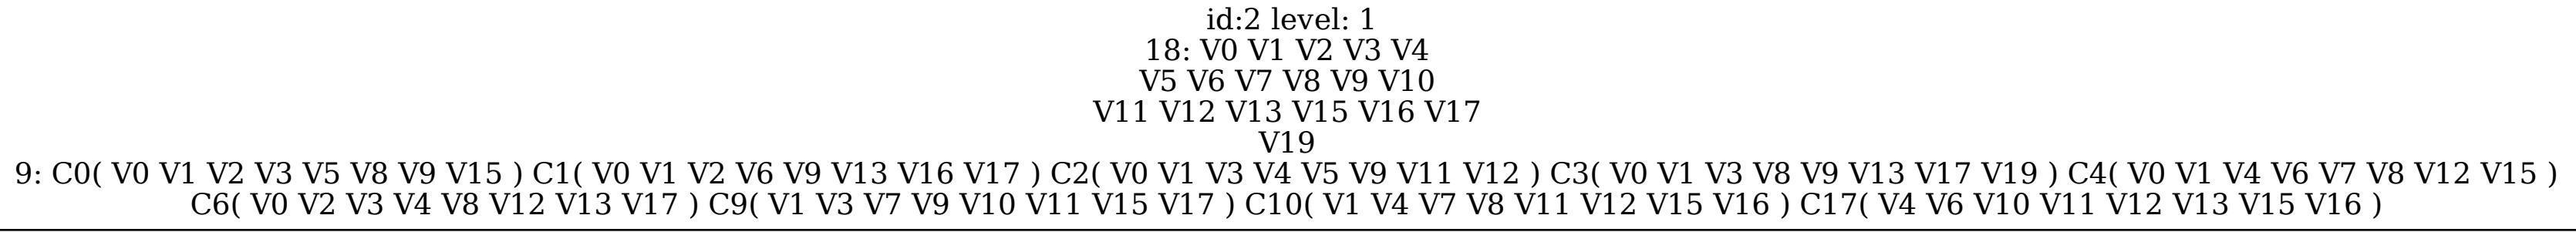 id:2 level: 1
18: V0 V1 V2 V3 V4
V5 V6 V7 V8 V9 V10
V11 V12 V13 V15 V16 V17
V19
9: C0( V0 V1 V2 V3 V5 V8 V9 V15 ) C1( V0 V1 V2 V6 V9 V13 V16 V17 ) C2( V0 V1 V3 V4 V5 V9 V11 V12 ) C3( V0 V1 V3 V8 V9 V13 V17 V19 ) C4( V0 V1 V4 V6 V7 V8 V12 V15 )
C6( V0 V2 V3 V4 V8 V12 V13 V17 ) C9( V1 V3 V7 V9 V10 V11 V15 V17 ) C10( V1 V4 V7 V8 V11 V12 V15 V16 ) C17( V4 V6 V10 V11 V12 V13 V15 V16 )